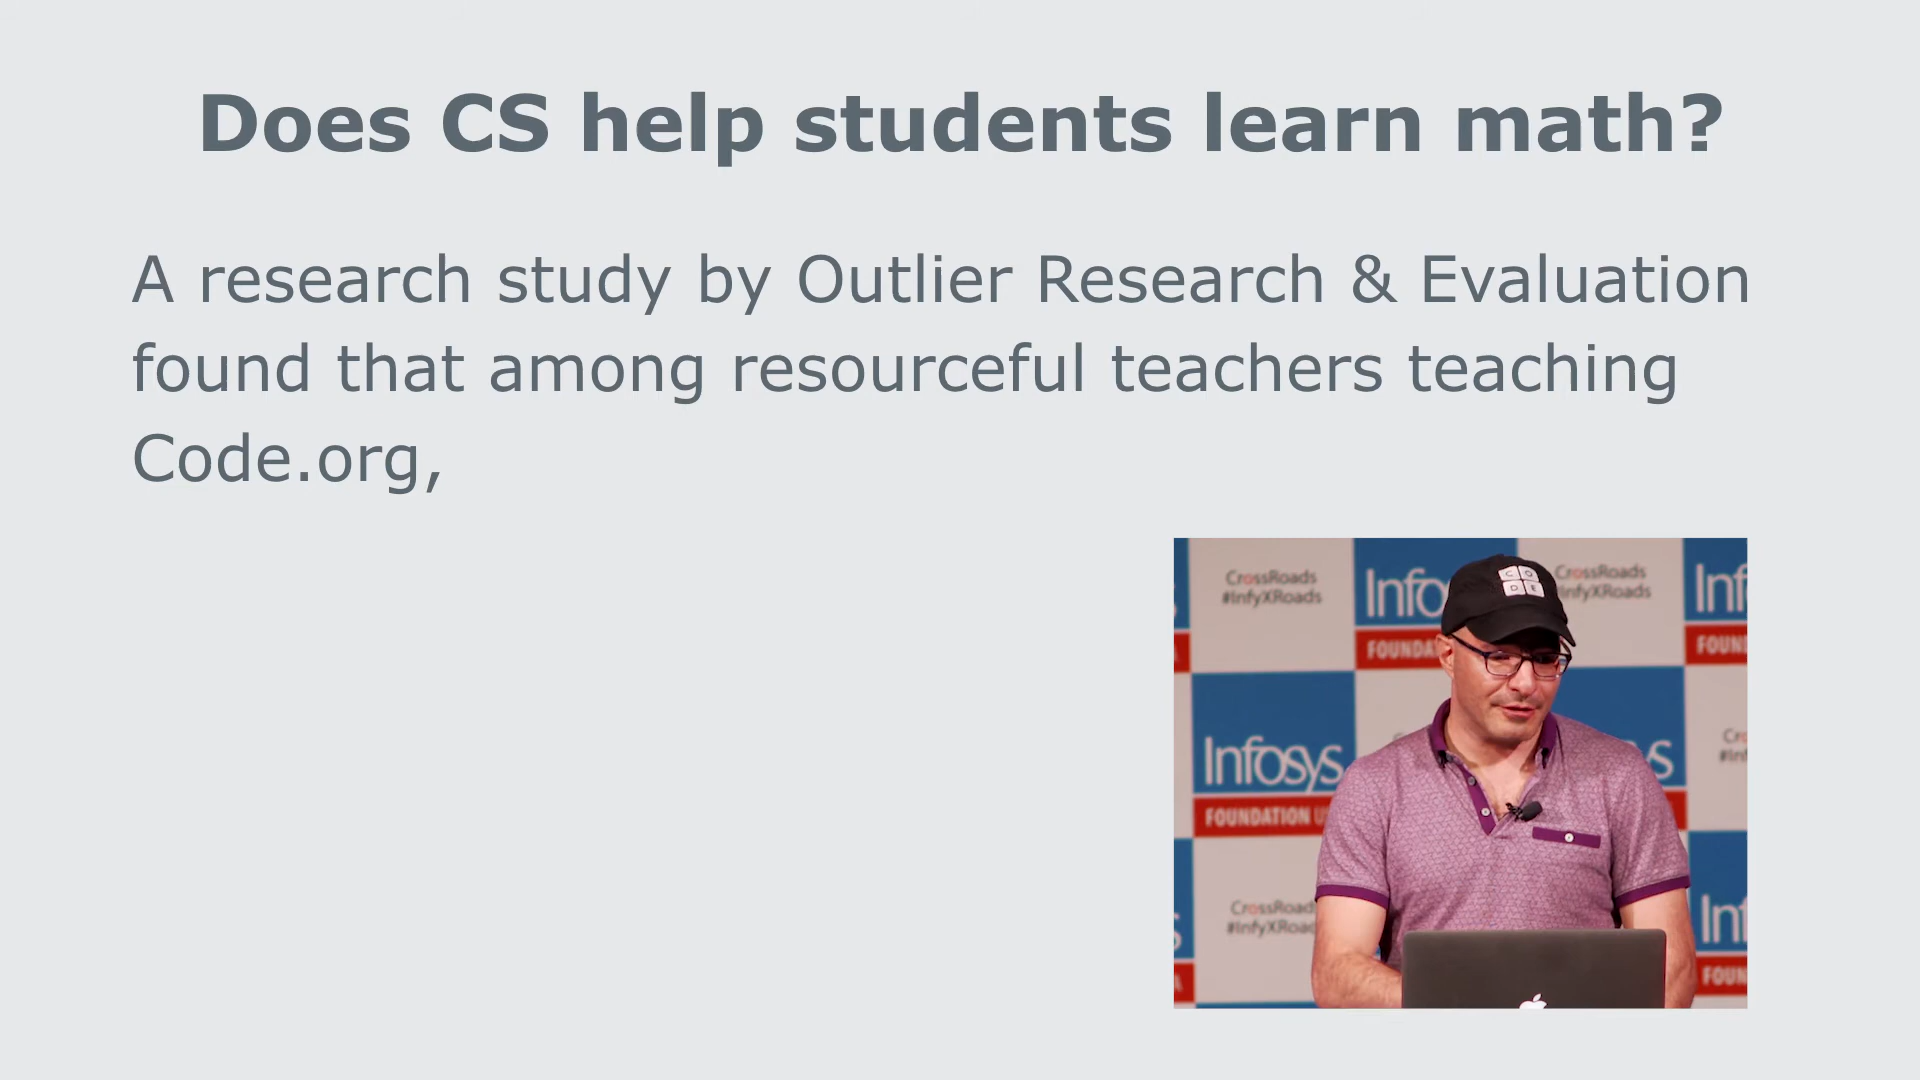 Does CS help students learn math?
A research study by Outlier Research & Evaluation
found that among resourceful teachers teaching
Code.org,
CrossRoads
#InfyXRoads
Infosys
FOUNDATION
CODE
CrossRoads
#InfyXRoads